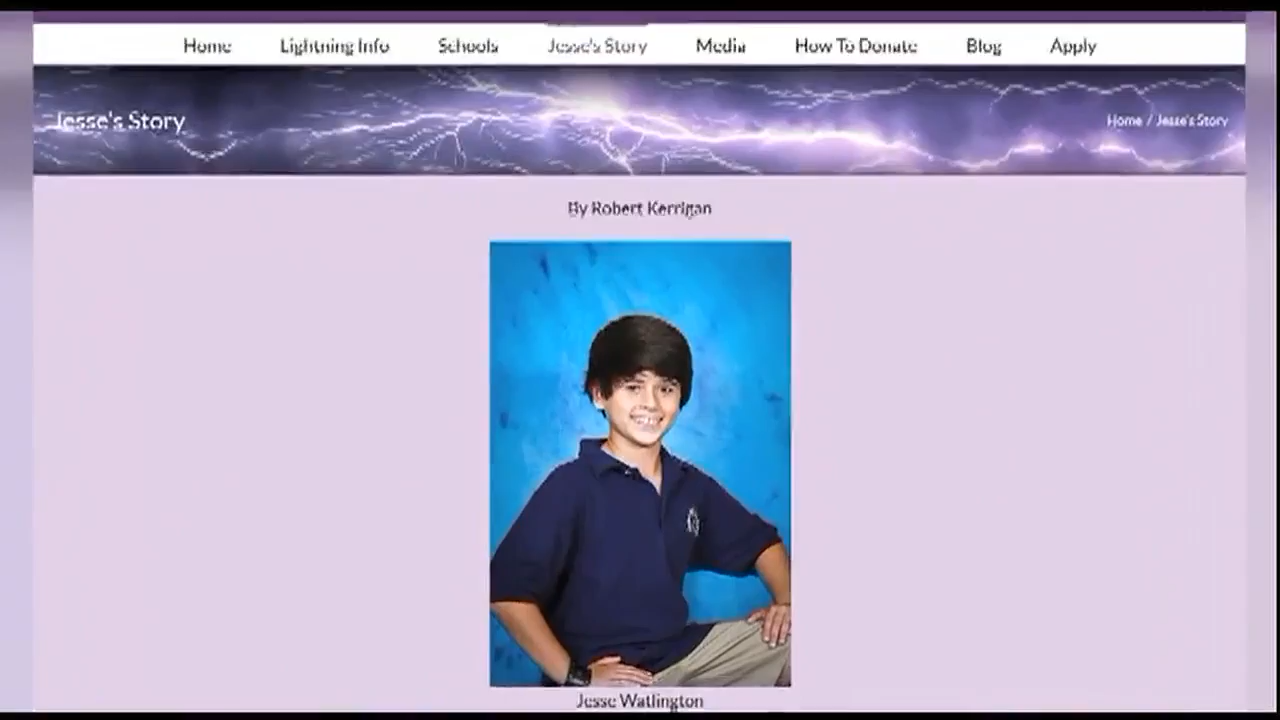 Home Lightning Info Schools Jesse's Story Media How To Donate Blog Apply
Jesse's Story Home / Jesse's Story
By Robert Kerrigan
Jesse Watlington